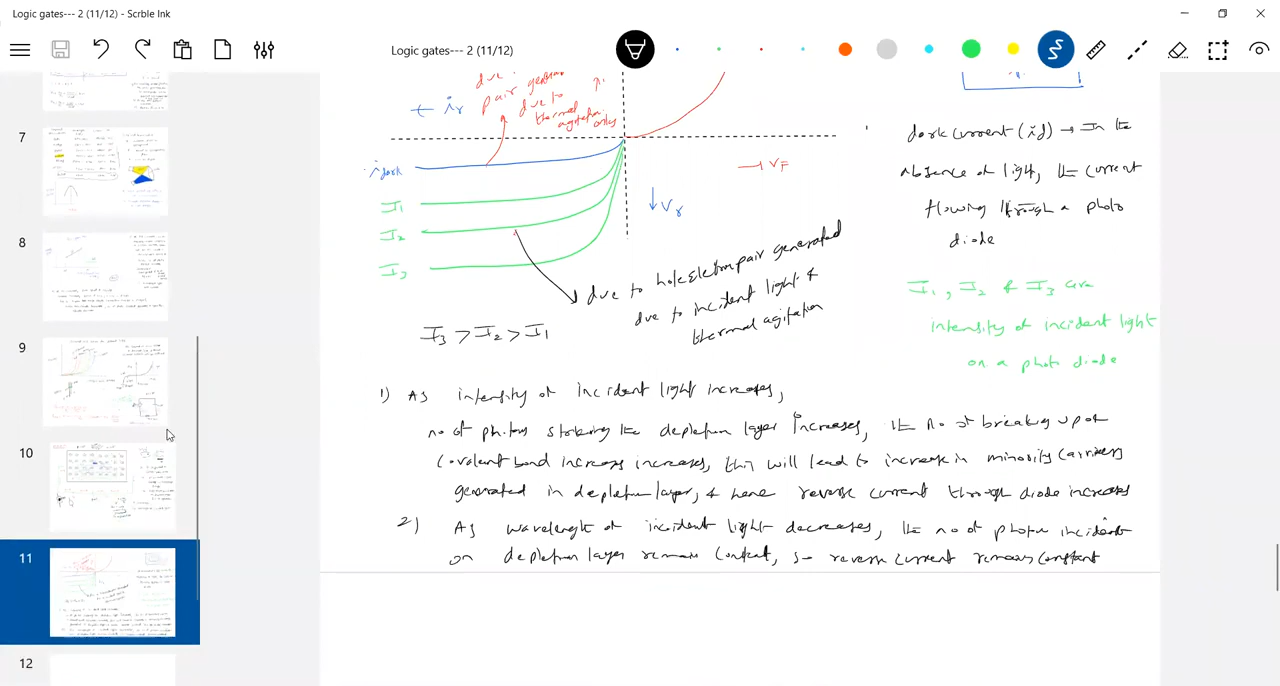 Logic gates--- 2 (11/12) - Scrble Ink
Logic gates--- 2 (11/12)
7
8
9
10
11
12
due
pair generation
due to
thermal
agitation
only
← ir
idark
I1
I2
I3
→ VF
↓ Vr
due to hole eletron pair generated
due to incident light &
thermal agitation
I3 > I2 > I1
dark current (id) → In the
absence of light, the current
flowing through a photo
diode
I1, I2 & I3 are
intensity of incident light
on a photo diode
1) As intensity of incident light increases,
no of photons striking the depletion layer increases, the no of breaking up of
covalent bond increase increases, this will lead to increase in minority carriers
generated in depletion layer, & hence reverse current through diode increases
2) As wavelength of incident light decreases, the no of photon incident
on depletion layer remain constant, so reverse current remains constant